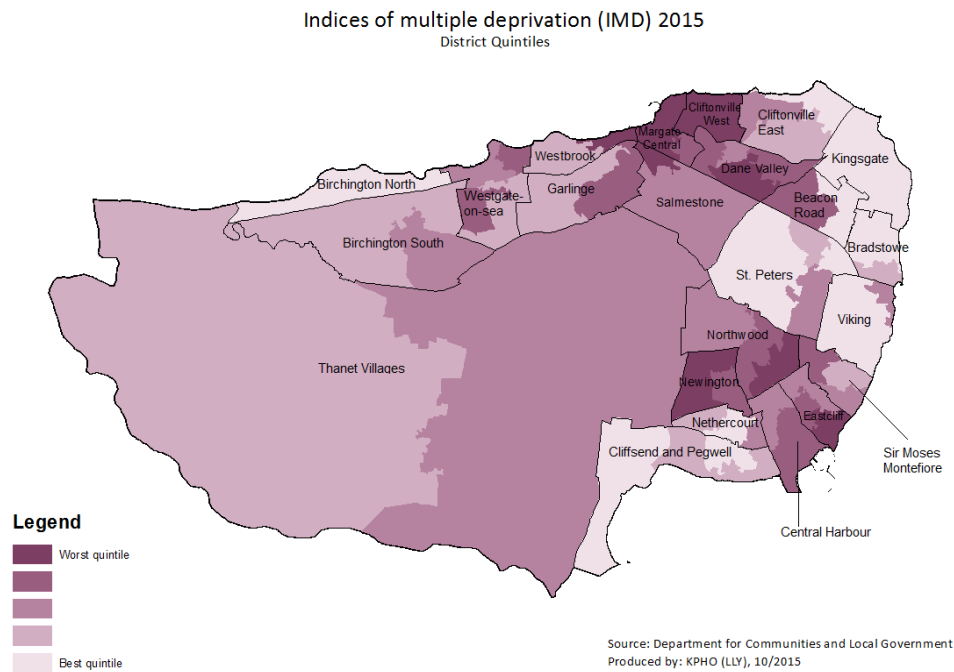 Indices of multiple deprivation (IMD) 2015
District Quintiles
Cliftonville
West
Cliftonville
East
Margate
Central
Kingsgate
Westbrook
Dane Valley
Birchington North
Garlinge
Westgate-
on-sea
Salmestone
Beacon
Road
Birchington South
Bradstowe
St. Peters
Viking
Northwood
Thanet Villages
Newington
Eastcliff
Nethercourt
Cliffsend and Pegwell
Sir Moses
Montefiore
Central Harbour
Legend
Worst quintile
Best quintile
Source: Department for Communities and Local Government
Produced by: KPHO (LLY), 10/2015